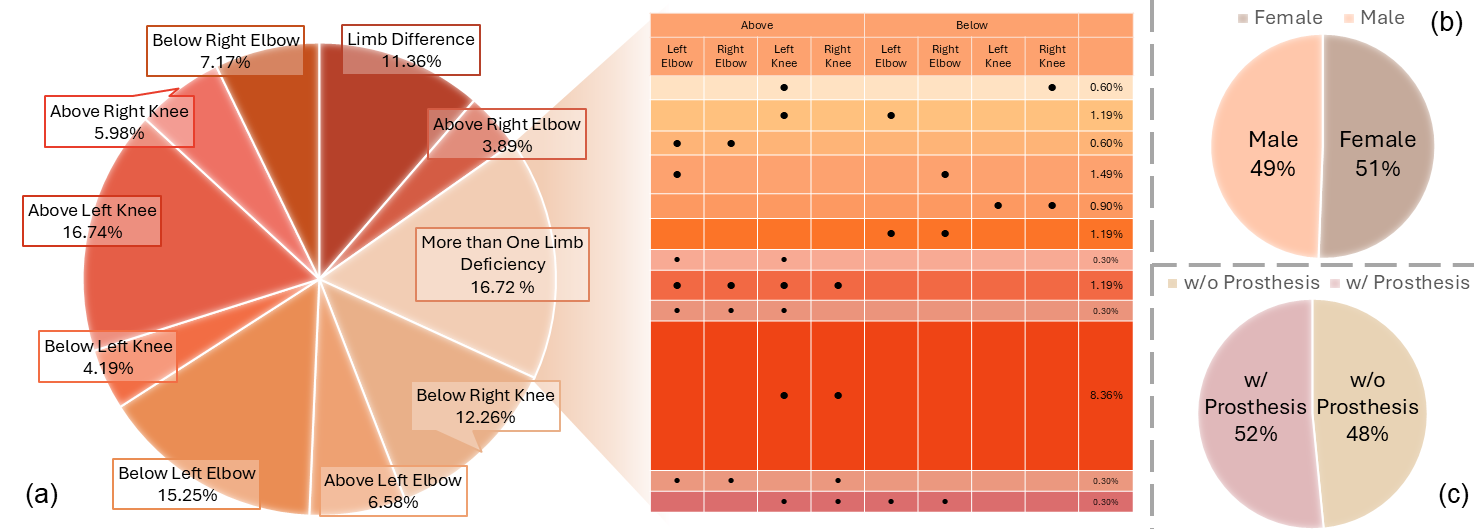 Below Right Elbow
7.17%
Limb Difference
11.36%
Above Right Knee
5.98%
Above Right Elbow
3.89%
Above Left Knee
16.74%
More than One Limb
Deficiency
16.72 %
Below Left Knee
4.19%
Below Right Knee
12.26%
Below Left Elbow
15.25%
Above Left Elbow
6.58%
(a)
Above Below
Left Elbow Right Elbow Left Knee Right Knee Left Elbow Right Elbow Left Knee Right Knee
0.60%
1.19%
0.60%
1.49%
0.90%
1.19%
0.30%
1.19%
0.30%
8.36%
0.30%
0.30%
Female Male
(b)
Male
49%
Female
51%
w/o Prosthesis w/ Prosthesis
w/
Prosthesis
52%
w/o
Prosthesis
48%
(c)